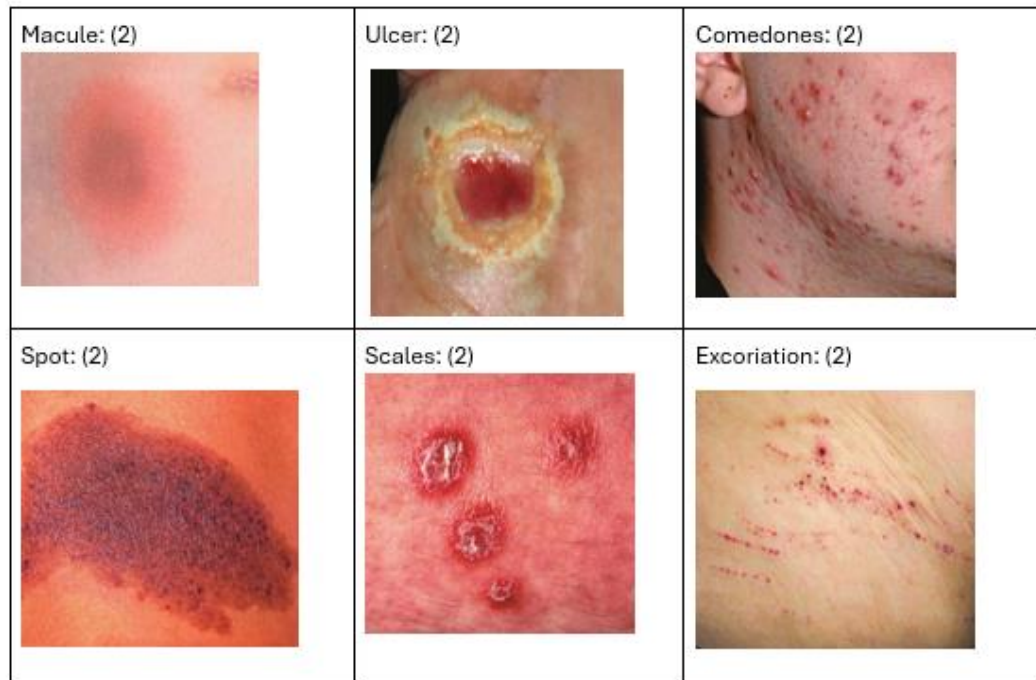 Macule: (2)
Ulcer: (2)
Comedones: (2)
Spot: (2)
Scales: (2)
Excoriation: (2)